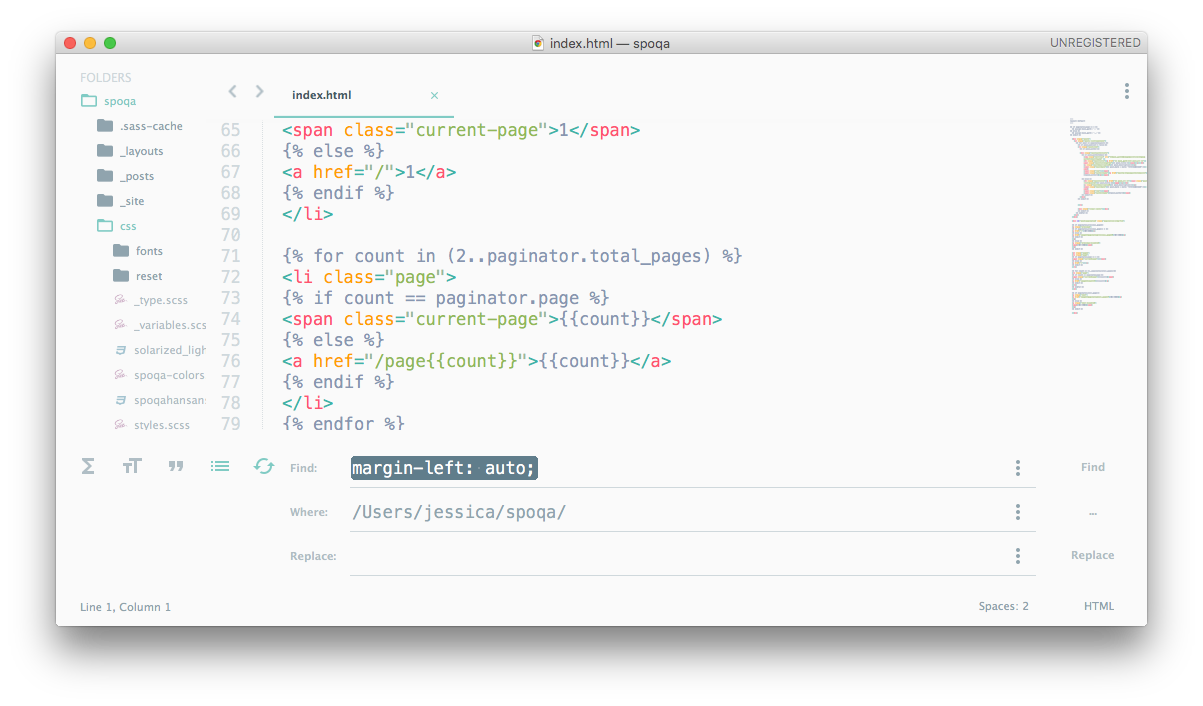 index.html — spoqa
UNREGISTERED
FOLDERS
spoqa
.sass-cache
_layouts
_posts
_site
css
fonts
reset
_type.scss
_variables.scs
solarized_ligh
spoqa-colors
spoqahansans
styles.scss
index.html ×
65 <span class="current-page">1</span>
66 {% else %}
67 <a href="/">1</a>
68 {% endif %}
69 </li>
70
71 {% for count in (2..paginator.total_pages) %}
72 <li class="page">
73 {% if count == paginator.page %}
74 <span class="current-page">{{count}}</span>
75 {% else %}
76 <a href="/page{{count}}">{{count}}</a>
77 {% endif %}
78 </li>
79 {% endfor %}
Find: margin-left: auto; Find
Where: /Users/jessica/spoqa/ …
Replace: Replace
Line 1, Column 1
Spaces: 2
HTML